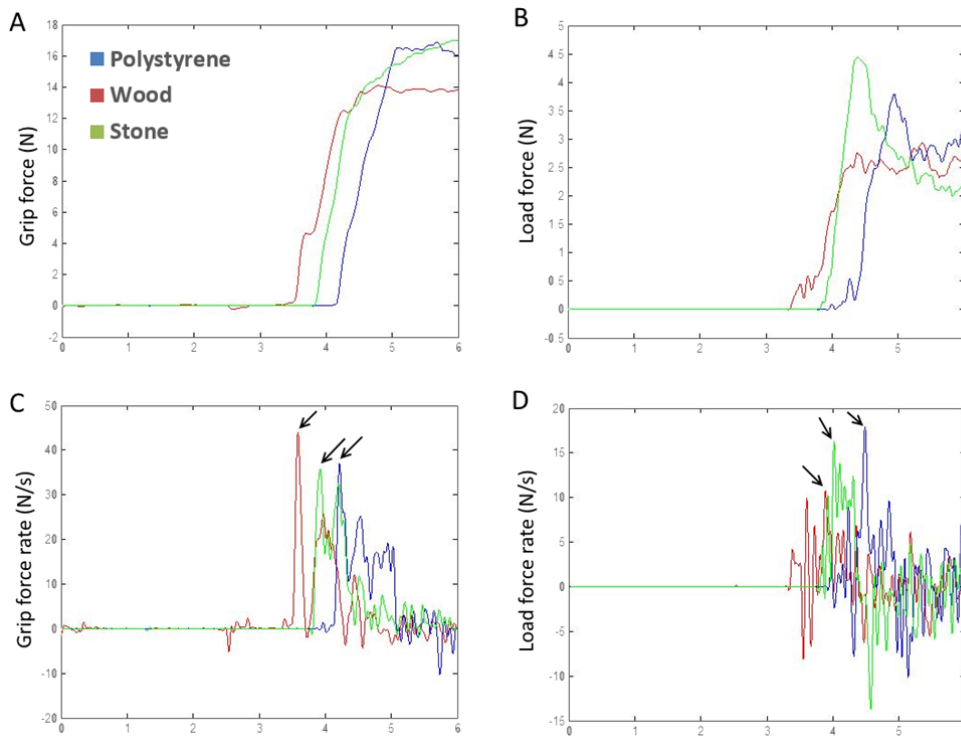 A
Polystyrene
Wood
Stone
Grip force (N)
18
16
14
12
10
8
6
4
2
0
-2
0 1 2 3 4 5 6
B
Load force (N)
5
4.5
4
3.5
3
2.5
2
1.5
1
0.5
0
-0.5
0 1 2 3 4 5
C
Grip force rate (N/s)
50
40
30
20
10
0
-10
-20
0 1 2 3 4 5 6
D
Load force rate (N/s)
20
15
10
5
0
-5
-10
-15
0 1 2 3 4 5